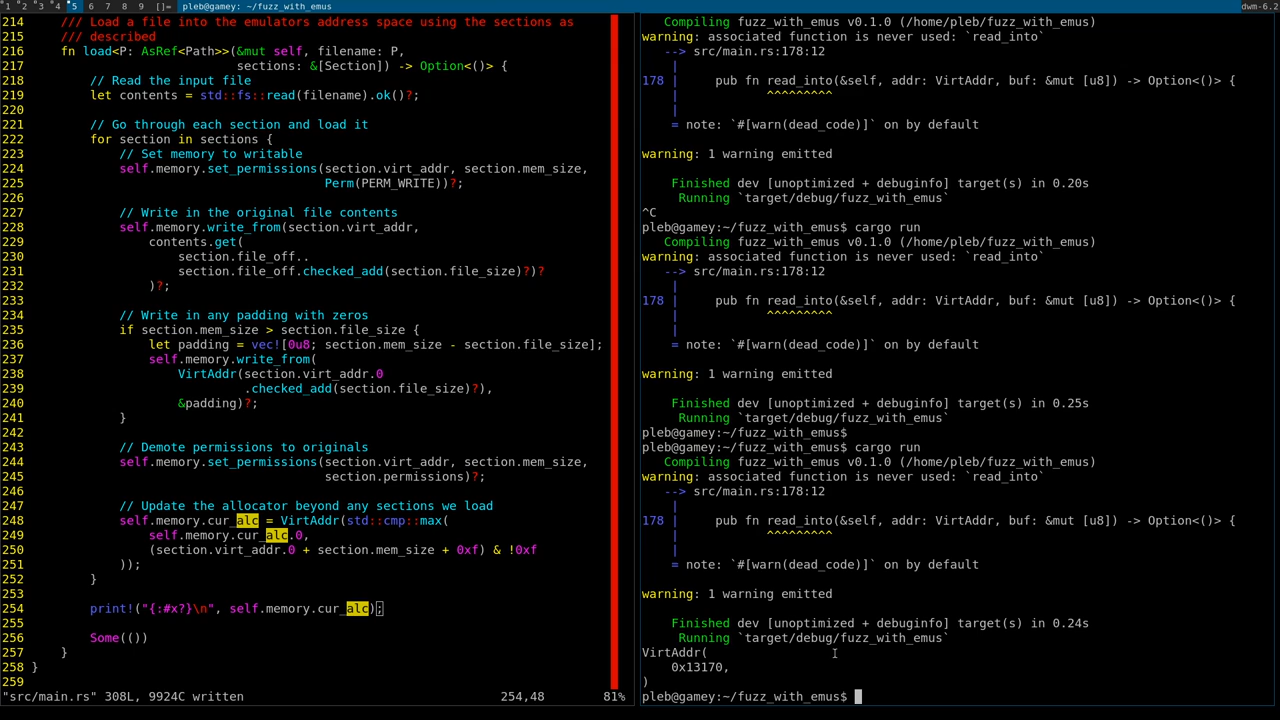 1 2 3 4 5 6 7 8 9 []= pleb@gamey: ~/fuzz_with_emus dwm-6.2
214 /// Load a file into the emulators address space using the sections as
215 /// described
216 fn load<P: AsRef<Path>>(&mut self, filename: P,
217 sections: &[Section]) -> Option<()> {
218 // Read the input file
219 let contents = std::fs::read(filename).ok()?;
220
221 // Go through each section and load it
222 for section in sections {
223 // Set memory to writable
224 self.memory.set_permissions(section.virt_addr, section.mem_size,
225 Perm(PERM_WRITE))?;
226
227 // Write in the original file contents
228 self.memory.write_from(section.virt_addr,
229 contents.get(
230 section.file_off..
231 section.file_off.checked_add(section.file_size)?)?
232 )?;
233
234 // Write in any padding with zeros
235 if section.mem_size > section.file_size {
236 let padding = vec![0u8; section.mem_size - section.file_size];
237 self.memory.write_from(
238 VirtAddr(section.virt_addr.0
239 .checked_add(section.file_size)?),
240 &padding)?;
241 }
242
243 // Demote permissions to originals
244 self.memory.set_permissions(section.virt_addr, section.mem_size,
245 section.permissions)?;
246
247 // Update the allocator beyond any sections we load
248 self.memory.cur_alc = VirtAddr(std::cmp::max(
249 self.memory.cur_alc.0,
250 (section.virt_addr.0 + section.mem_size + 0xf) & !0xf
251 ));
252 }
253
254 print!("{:#x?}\n", self.memory.cur_alc);
255
256 Some(())
257 }
258 }
259
"src/main.rs" 308L, 9924C written 254,48 81%
Compiling fuzz_with_emus v0.1.0 (/home/pleb/fuzz_with_emus)
warning: associated function is never used: `read_into`
--> src/main.rs:178:12
|
178 | pub fn read_into(&self, addr: VirtAddr, buf: &mut [u8]) -> Option<()> {
| ^^^^^^^^^
|
= note: `#[warn(dead_code)]` on by default
warning: 1 warning emitted
Finished dev [unoptimized + debuginfo] target(s) in 0.20s
Running `target/debug/fuzz_with_emus`
^C
pleb@gamey:~/fuzz_with_emus$ cargo run
Compiling fuzz_with_emus v0.1.0 (/home/pleb/fuzz_with_emus)
warning: associated function is never used: `read_into`
--> src/main.rs:178:12
|
178 | pub fn read_into(&self, addr: VirtAddr, buf: &mut [u8]) -> Option<()> {
| ^^^^^^^^^
|
= note: `#[warn(dead_code)]` on by default
warning: 1 warning emitted
Finished dev [unoptimized + debuginfo] target(s) in 0.25s
Running `target/debug/fuzz_with_emus`
pleb@gamey:~/fuzz_with_emus$
pleb@gamey:~/fuzz_with_emus$ cargo run
Compiling fuzz_with_emus v0.1.0 (/home/pleb/fuzz_with_emus)
warning: associated function is never used: `read_into`
--> src/main.rs:178:12
|
178 | pub fn read_into(&self, addr: VirtAddr, buf: &mut [u8]) -> Option<()> {
| ^^^^^^^^^
|
= note: `#[warn(dead_code)]` on by default
warning: 1 warning emitted
Finished dev [unoptimized + debuginfo] target(s) in 0.24s
Running `target/debug/fuzz_with_emus`
VirtAddr(
0x13170,
)
pleb@gamey:~/fuzz_with_emus$